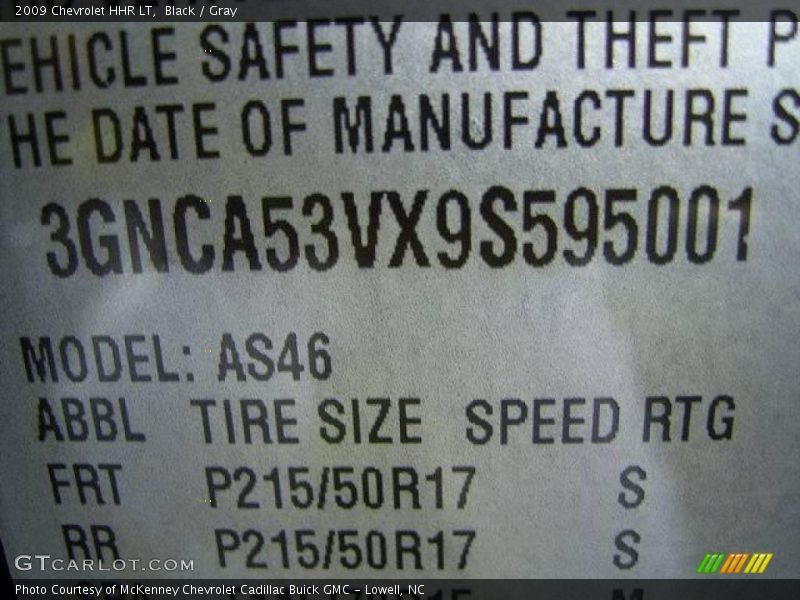 2009 Chevrolet HHR LT, Black / Gray
EHICLE SAFETY AND THEFT P
HE DATE OF MANUFACTURE S
3GNCA53VX9S595001
MODEL: AS46
ABBL TIRE SIZE SPEED RTG
FRT P215/50R17 S
RR P215/50R17 S
GTCARLOT.COM
Photo Courtesy of McKenney Chevrolet Cadillac Buick GMC - Lowell, NC